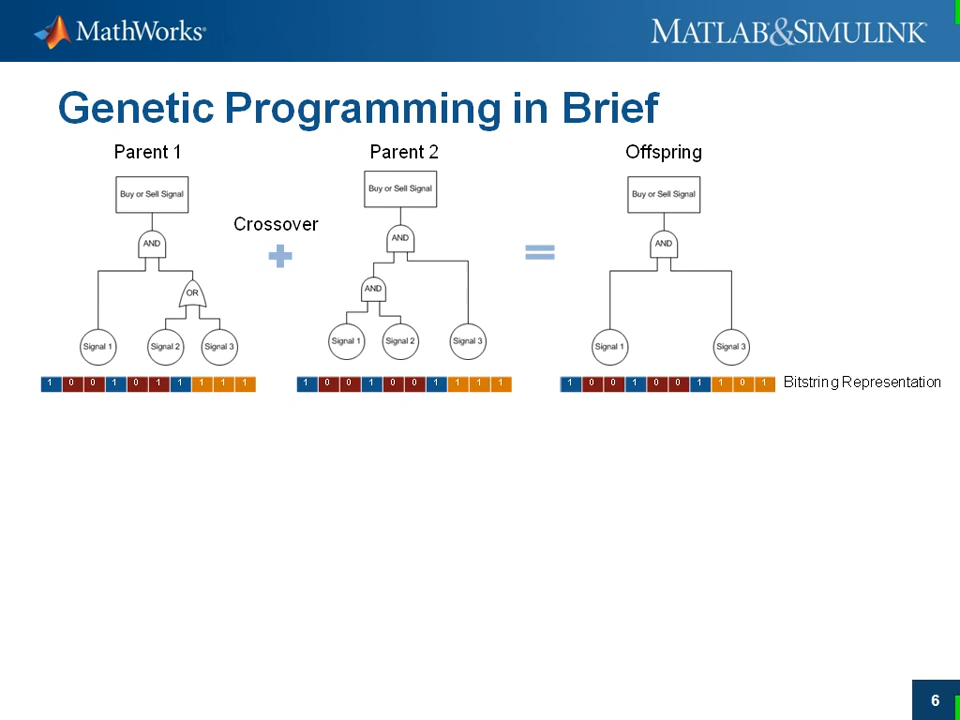 MathWorks®
MATLAB&SIMULINK®
Genetic Programming in Brief
Parent 1
Parent 2
Offspring
Buy or Sell Signal
Buy or Sell Signal
Buy or Sell Signal
Crossover
AND
AND
AND
AND
OR
Signal 1
Signal 2
Signal 3
Signal 1
Signal 2
Signal 3
Signal 1
Signal 3
1 0 0 1 0 1 1 1 1 1
1 0 0 1 0 0 1 1 1 1
1 0 0 1 0 0 1 1 0 1
Bitstring Representation
6